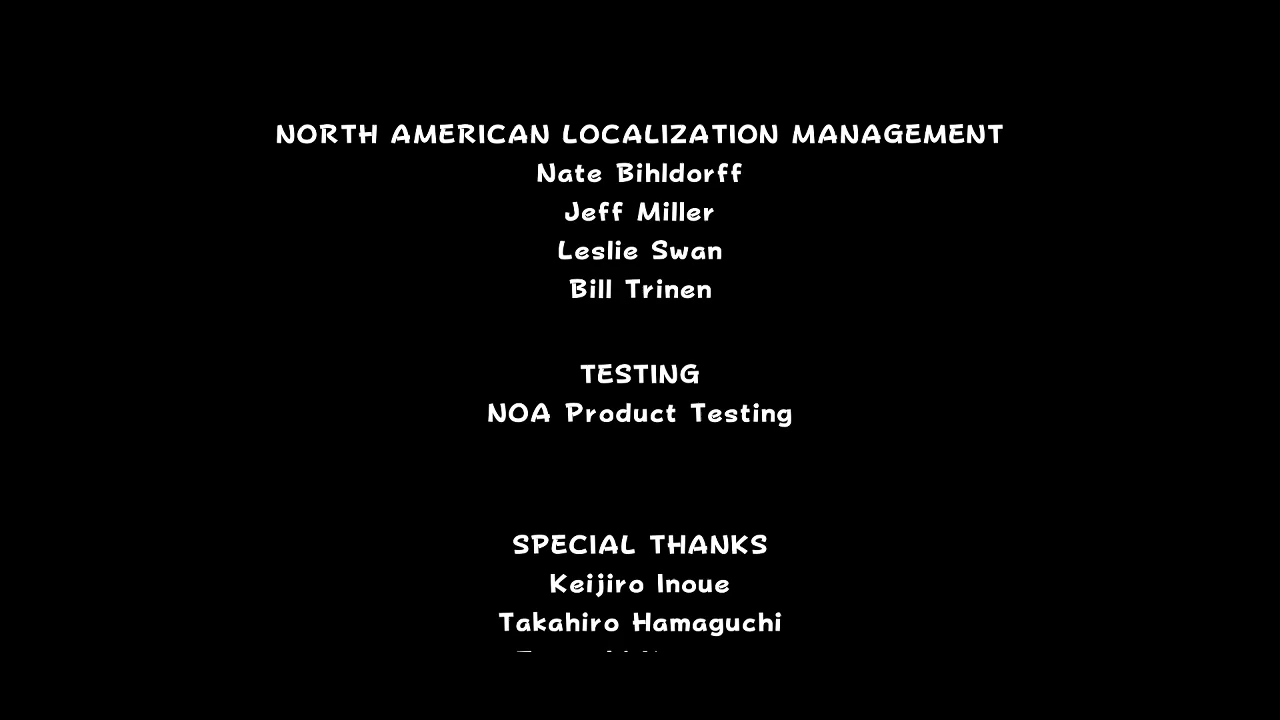 NORTH AMERICAN LOCALIZATION MANAGEMENT
Nate Bihldorff
Jeff Miller
Leslie Swan
Bill Trinen
TESTING
NOA Product Testing
SPECIAL THANKS
Keijiro Inoue
Takahiro Hamaguchi